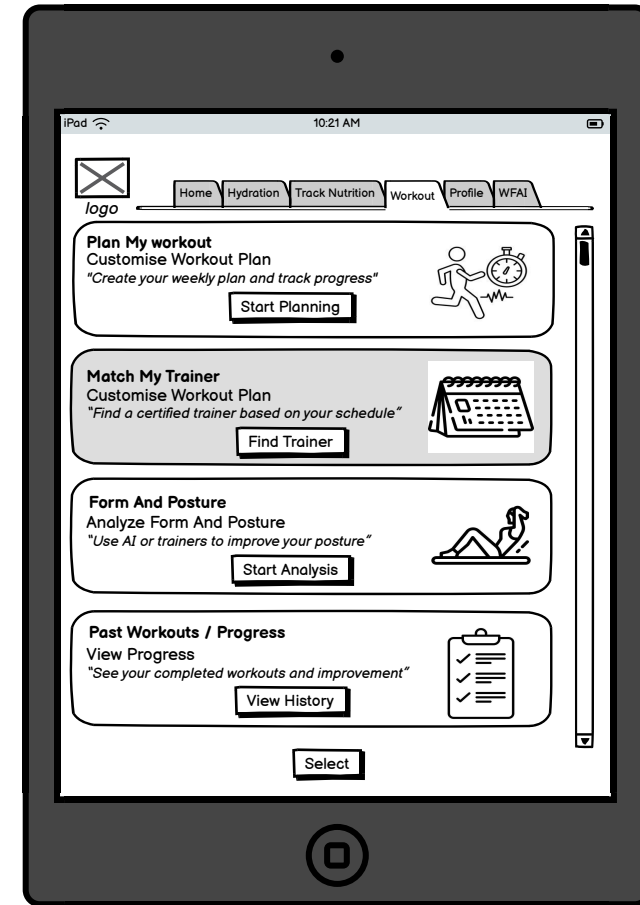 iPad
10:21 AM
logo
Home Hydration Track Nutrition Workout Profile WFAI
Plan My workout
Customise Workout Plan
"Create your weekly plan and track progress"
Start Planning
Match My Trainer
Customise Workout Plan
“Find a certified trainer based on your schedule”
Find Trainer
Form And Posture
Analyze Form And Posture
“Use AI or trainers to improve your posture”
Start Analysis
Past Workouts / Progress
View Progress
“See your completed workouts and improvement”
View History
Select